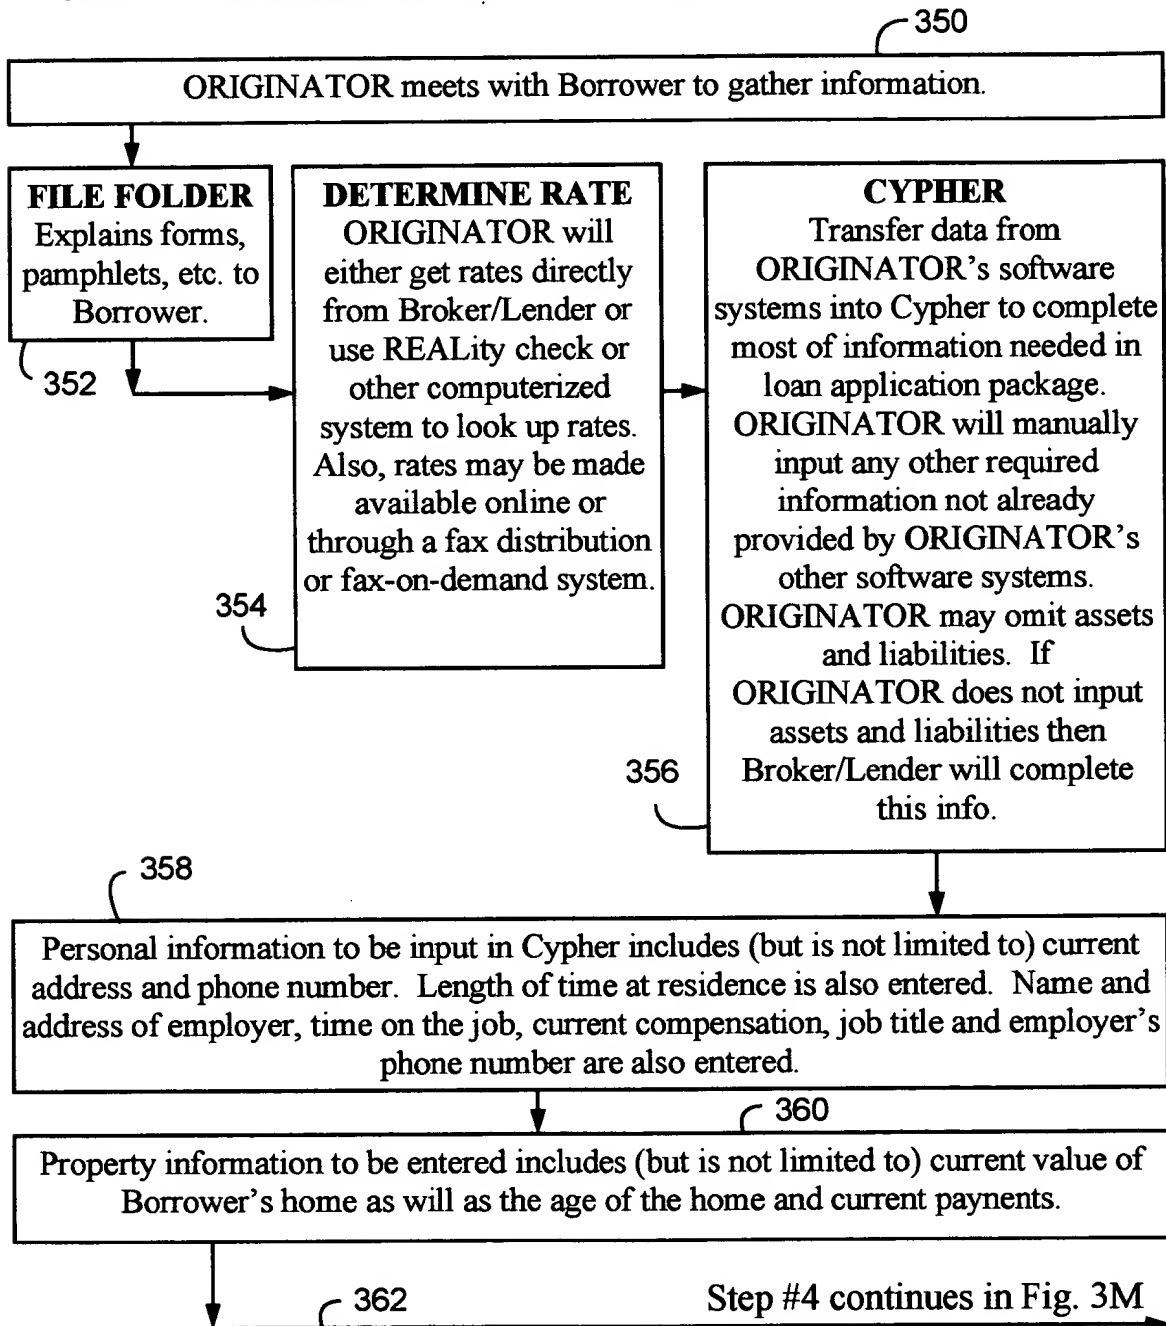 350
ORIGINATOR meets with Borrower to gather information.
FILE FOLDER
Explains forms,
pamphlets, etc. to
Borrower.
352
DETERMINE RATE
ORIGINATOR will
either get rates directly
from Broker/Lender or
use REALity check or
other computerized
system to look up rates.
Also, rates may be made
available online or
through a fax distribution
or fax-on-demand system.
354
CYPHER
Transfer data from
ORIGINATOR's software
systems into Cypher to complete
most of information needed in
loan application package.
ORIGINATOR will manually
input any other required
information not already
provided by ORIGINATOR's
other software systems.
ORIGINATOR may omit assets
and liabilities. If
ORIGINATOR does not input
assets and liabilities then
Broker/Lender will complete
this info.
356
358
Personal information to be input in Cypher includes (but is not limited to) current
address and phone number. Length of time at residence is also entered. Name and
address of employer, time on the job, current compensation, job title and employer's
phone number are also entered.
360
Property information to be entered includes (but is not limited to) current value of
Borrower's home as will as the age of the home and current paynents.
362
Step #4 continues in Fig. 3M